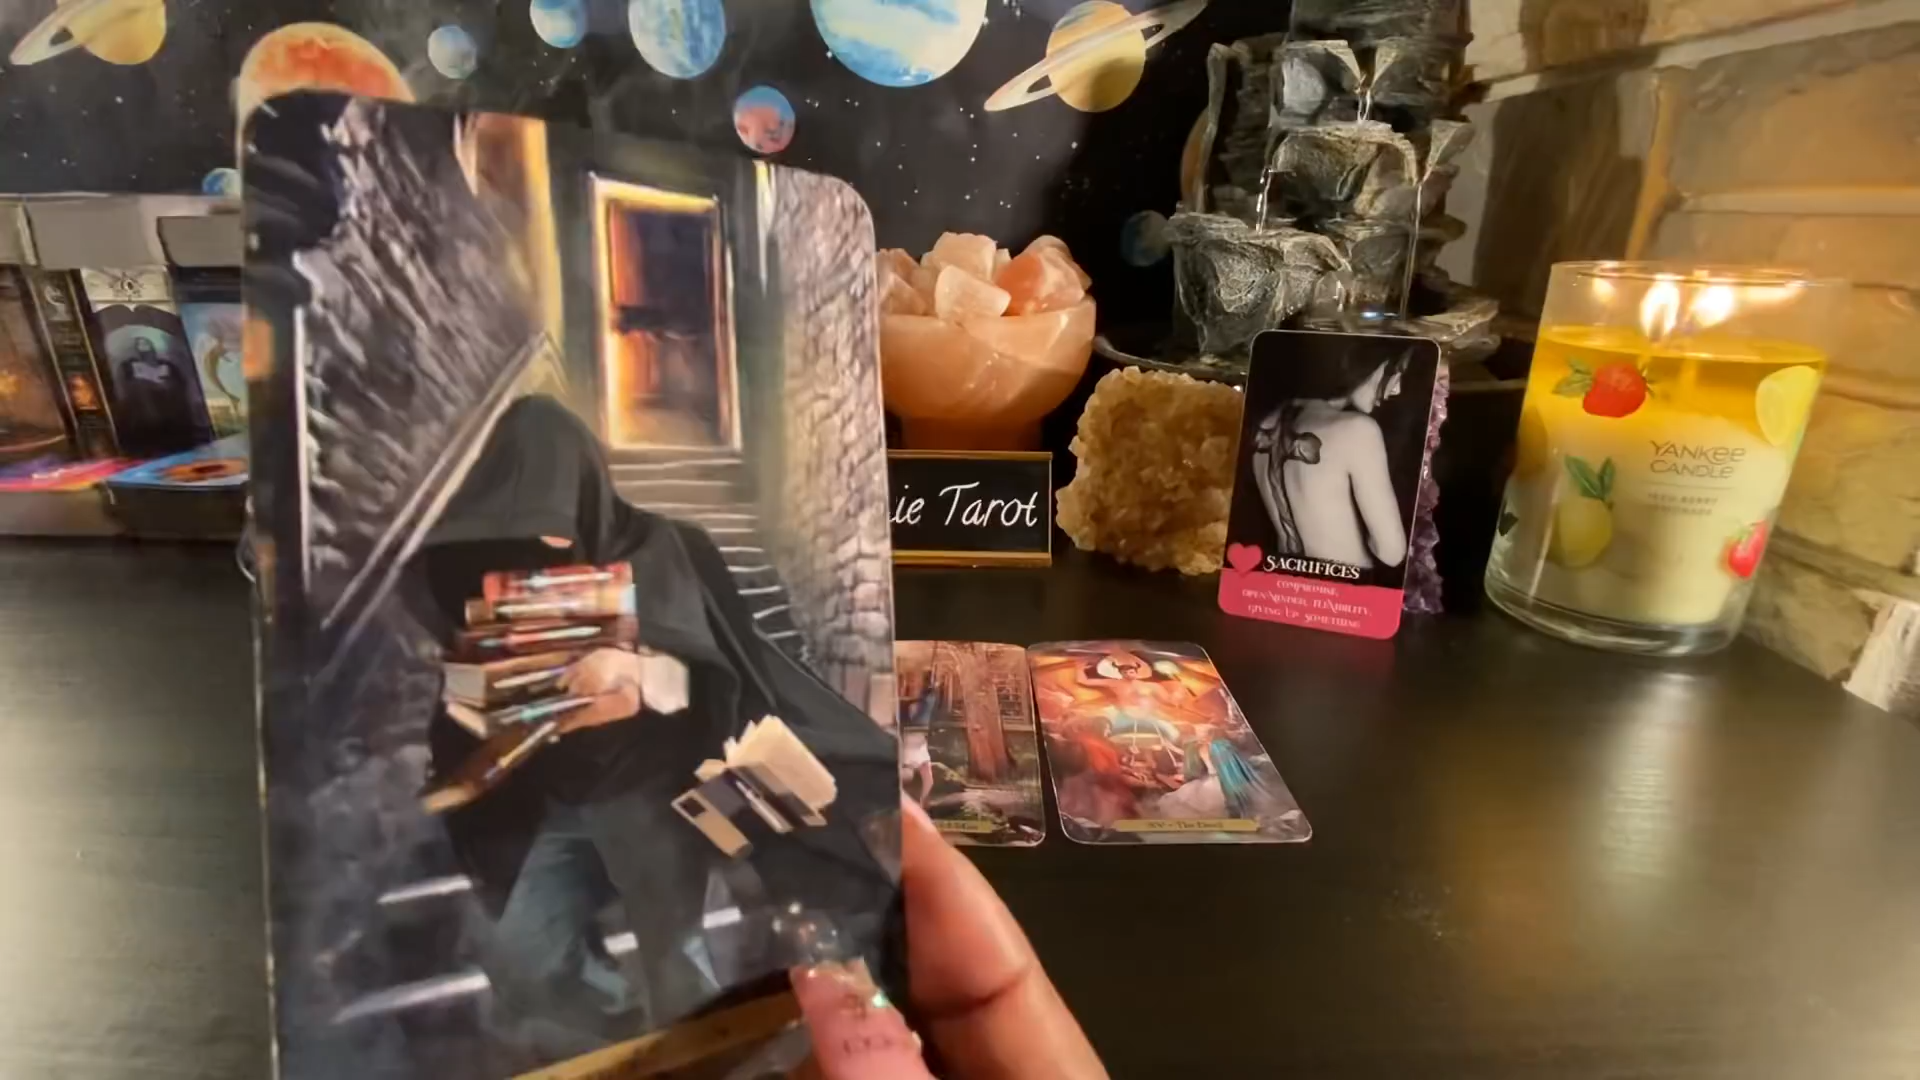 ie Tarot
SACRIFICES
COMPROMISE,
OPEN-MINDED, FLEXIBILITY,
GIVING UP SOMETHING
YANKEE
CANDLE
XV - The Devil